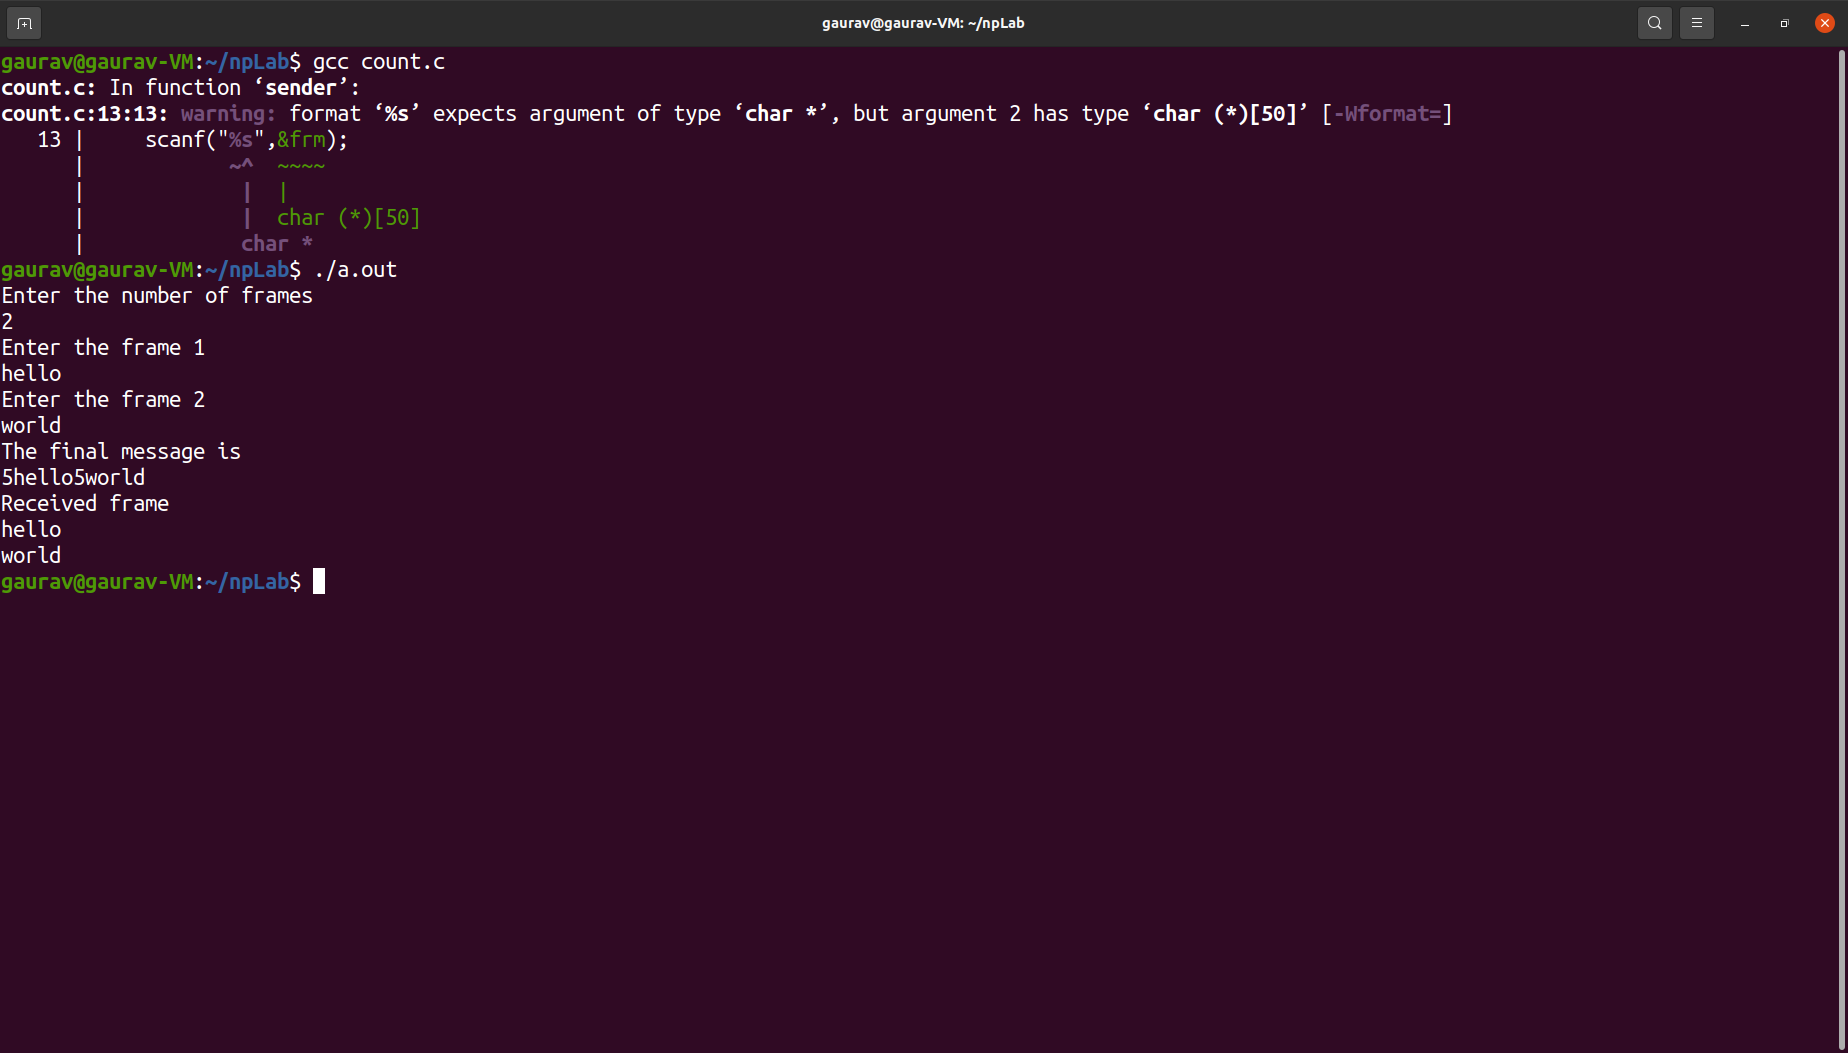 gaurav@gaurav-VM: ~/npLab
gaurav@gaurav-VM:~/npLab$ gcc count.c
count.c: In function ‘sender’:
count.c:13:13: warning: format ‘%s’ expects argument of type ‘char *’, but argument 2 has type ‘char (*)[50]’ [-Wformat=]
   13 |     scanf("%s",&frm);
      |            ~^  ~~~~
      |             |  |
      |             |  char (*)[50]
      |             char *
gaurav@gaurav-VM:~/npLab$ ./a.out
Enter the number of frames
2
Enter the frame 1
hello
Enter the frame 2
world
The final message is
5hello5world
Received frame
hello
world
gaurav@gaurav-VM:~/npLab$